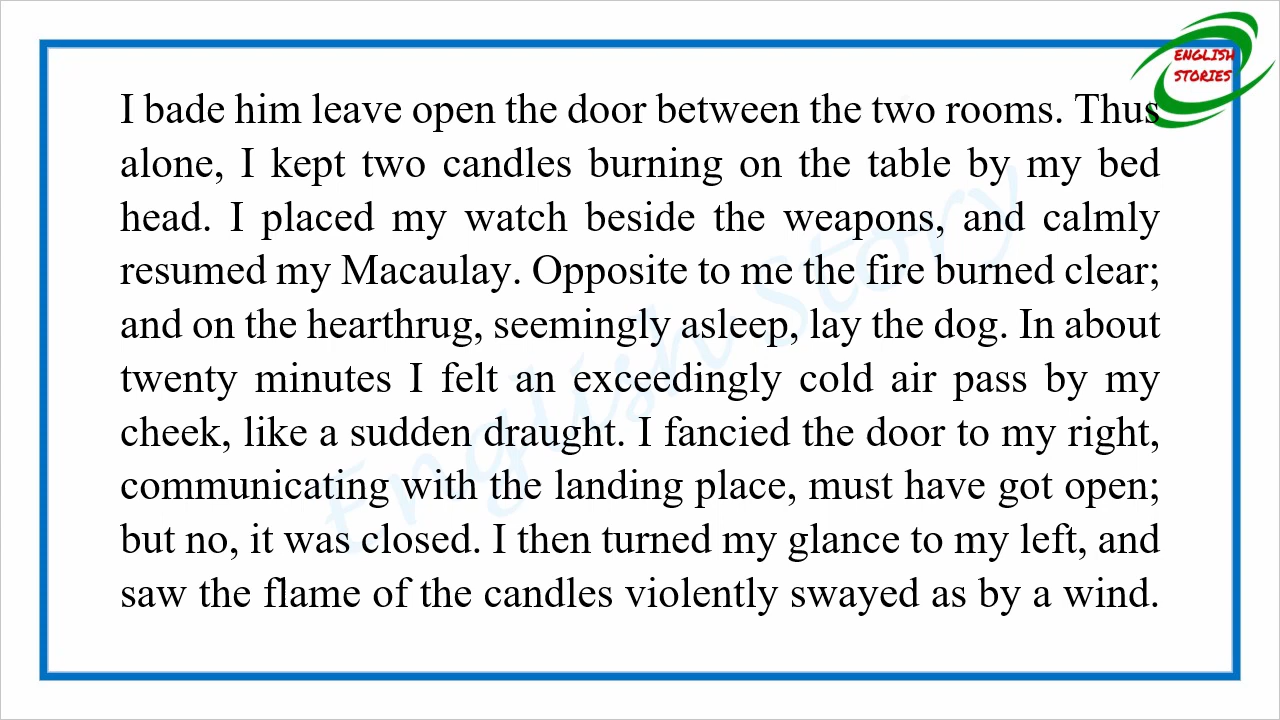 ENGLISH
STORIES
I bade him leave open the door between the two rooms. Thus
alone, I kept two candles burning on the table by my bed
head. I placed my watch beside the weapons, and calmly
resumed my Macaulay. Opposite to me the fire burned clear;
and on the hearthrug, seemingly asleep, lay the dog. In about
twenty minutes I felt an exceedingly cold air pass by my
cheek, like a sudden draught. I fancied the door to my right,
communicating with the landing place, must have got open;
but no, it was closed. I then turned my glance to my left, and
saw the flame of the candles violently swayed as by a wind.
English Story